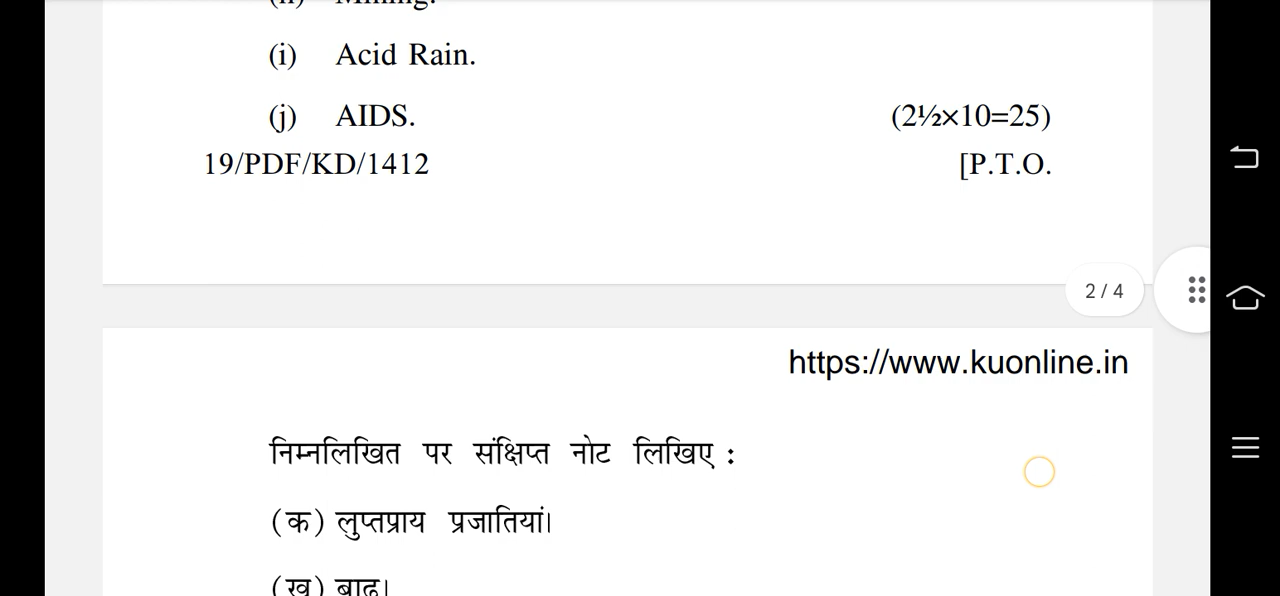 (h) Mining.
(i) Acid Rain.
(j) AIDS. (2½×10=25)
19/PDF/KD/1412 [P.T.O.
2 / 4
https://www.kuonline.in
निम्नलिखित पर संक्षिप्त नोट लिखिए :
(क) लुप्तप्राय प्रजातियां।
(ख) बाढ़।